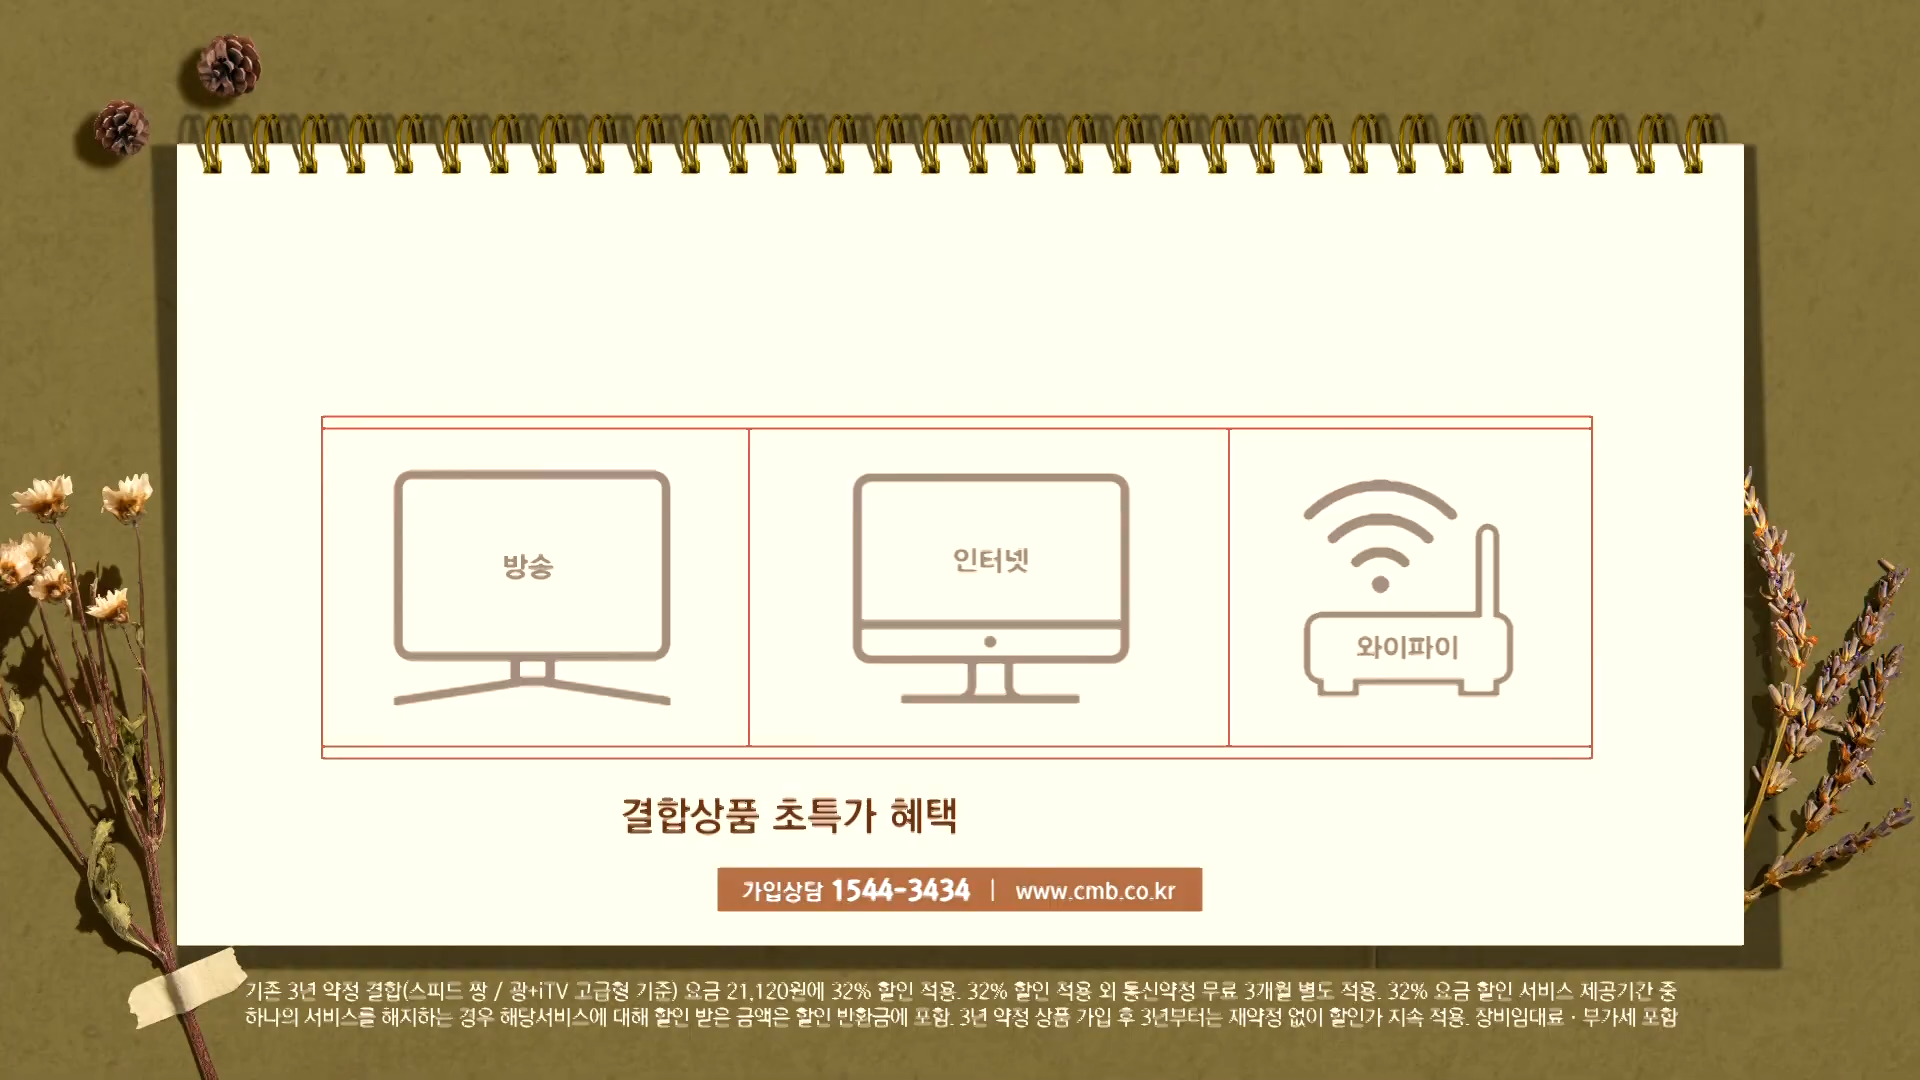 방송
인터넷
와이파이
결합상품 초특가 혜택
가입상담 1544-3434 | www.cmb.co.kr
기존 3년 약정 결합(스피드 짱 / 광+iTV 고급형 기준) 요금 21,120원에 32% 할인 적용. 32% 할인 적용 외 통신약정 무료 3개월 별도 적용. 32% 요금 할인 서비스 제공기간 중
하나의 서비스를 해지하는 경우 해당서비스에 대해 할인 받은 금액은 할인 반환금에 포함. 3년 약정 상품 가입 후 3년부터는 재약정 없이 할인가 지속 적용. 장비임대료 · 부가세 포함